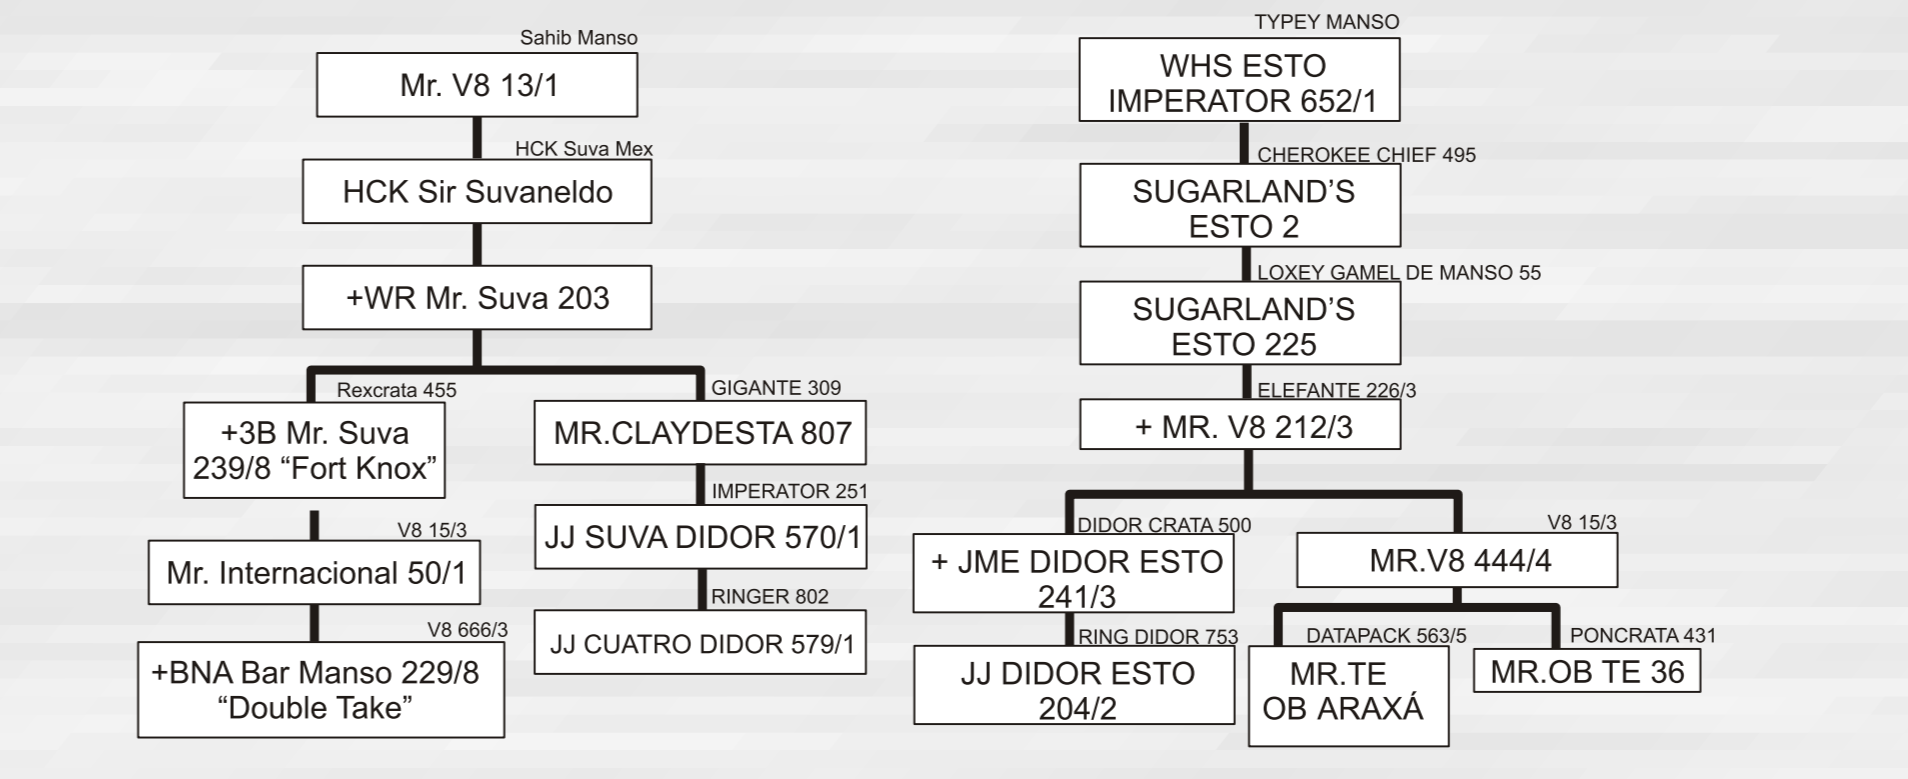 Sahib Manso
Mr. V8 13/1
HCK Suva Mex
HCK Sir Suvaneldo
+WR Mr. Suva 203
Rexcrata 455
+3B Mr. Suva
239/8 “Fort Knox”
V8 15/3
Mr. Internacional 50/1
V8 666/3
+BNA Bar Manso 229/8
“Double Take”
GIGANTE 309
MR.CLAYDESTA 807
IMPERATOR 251
JJ SUVA DIDOR 570/1
RINGER 802
JJ CUATRO DIDOR 579/1
TYPEY MANSO
WHS ESTO
IMPERATOR 652/1
CHEROKEE CHIEF 495
SUGARLAND’S
ESTO 2
LOXEY GAMEL DE MANSO 55
SUGARLAND’S
ESTO 225
ELEFANTE 226/3
+ MR. V8 212/3
DIDOR CRATA 500
+ JME DIDOR ESTO
241/3
RING DIDOR 753
JJ DIDOR ESTO
204/2
V8 15/3
MR.V8 444/4
DATAPACK 563/5
MR.TE
OB ARAXÁ
PONCRATA 431
MR.OB TE 36